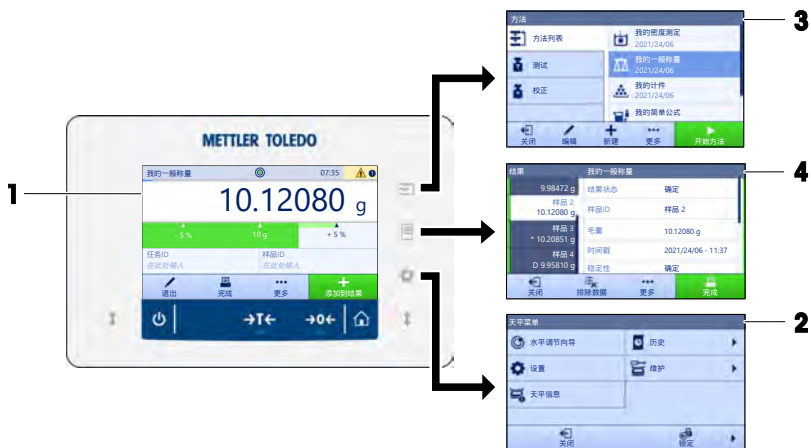 1
METTLER TOLEDO
我的一般称量
07:35
10.12080 g
- 5 %
10 g
+ 5 %
任务ID
在此处输入
样品ID
在此处输入
退出
完成
更多
添加到结果
→T←
→0←
3
方法
方法列表
测试
校正
我的密度测定
2021/24/06
我的一般称量
2021/24/06
我的计件
2021/24/06
我的简单公式
关闭
编辑
新建
更多
开始方法
4
结果
我的一般称量
9.98472 g
样品 2
10.12080 g
样品 3
* 10.20851 g
样品 4
D 9.95810 g
结果状态
确定
样品ID
样品 2
毛重
10.12080 g
时间戳
2021/24/06 - 11:37
稳定性
确定
关闭
排除数据
更多
完成
2
天平菜单
水平调节向导
历史
设置
维护
天平信息
关闭
锁定